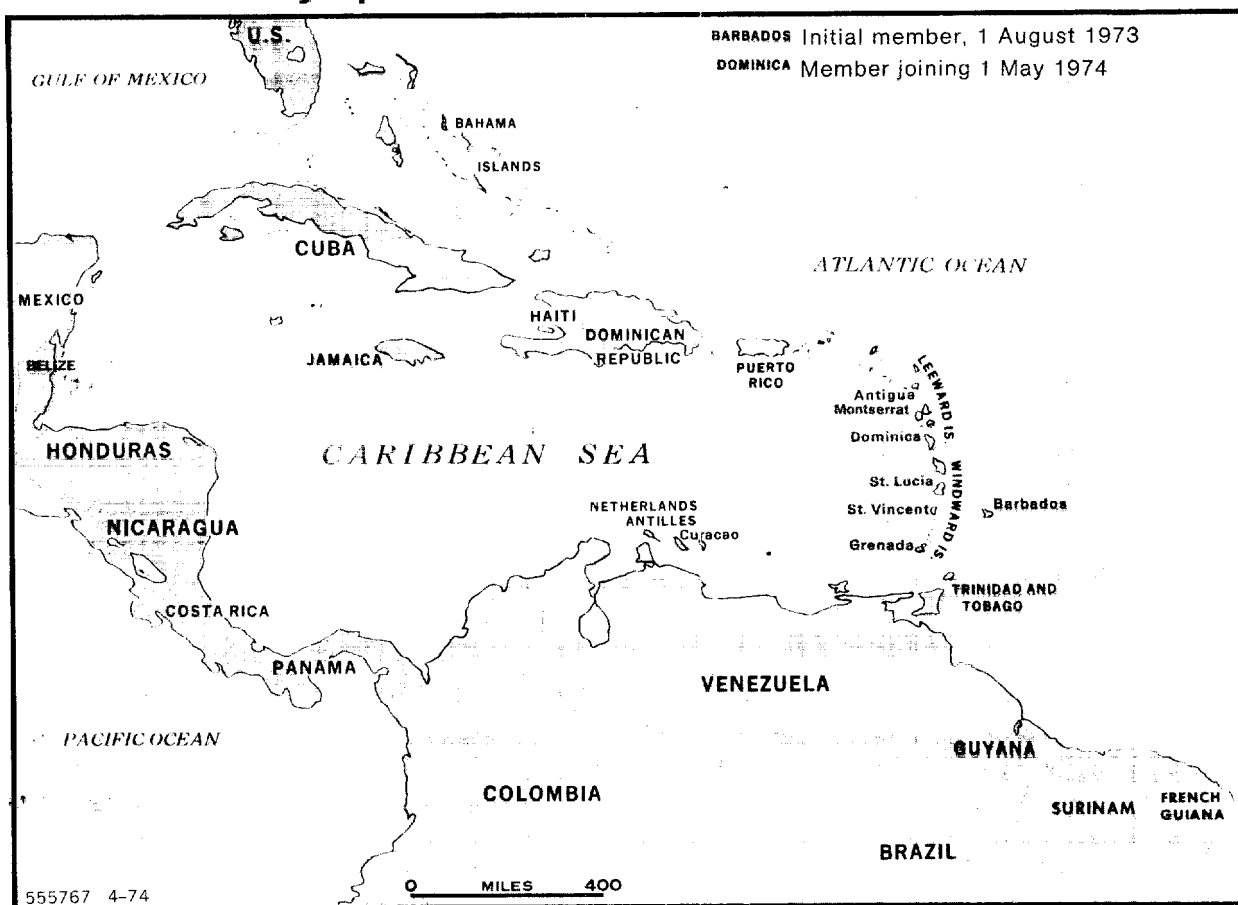 BARBADOS Initial member, 1 August 1973
DOMINICA Member joining 1 May 1974
U.S.
GULF OF MEXICO
BAHAMA
ISLANDS
CUBA
ATLANTIC OCEAN
MEXICO
HAITI
DOMINICAN
REPUBLIC
JAMAICA
BELIZE
PUERTO
RICO
LEEWARD IS.
Antigua
Montserrat
Dominica
HONDURAS
CARIBBEAN SEA
WINDWARD IS.
St. Lucia
St. Vincent
Barbados
NETHERLANDS
ANTILLES
Curacao
Grenada
NICARAGUA
TRINIDAD AND
TOBAGO
COSTA RICA
PANAMA
VENEZUELA
PACIFIC OCEAN
GUYANA
COLOMBIA
SURINAM
FRENCH
GUIANA
BRAZIL
0 MILES 400
555767 4-74